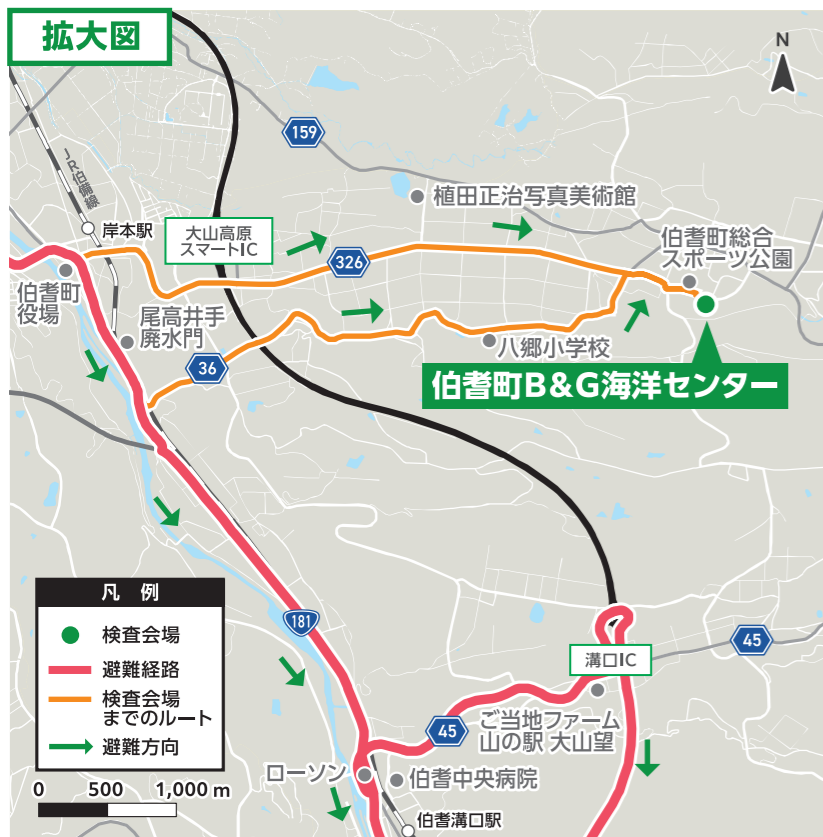 拡大図
N
159
JR伯備線
植田正治写真美術館
岸本駅
大山高原
スマートIC
伯耆町総合
スポーツ公園
326
伯耆町
役場
尾高井手
廃水門
八郷小学校
36
伯耆町B&G海洋センター
凡 例
検査会場
避難経路
検査会場
までのルート
避難方向
181
溝口IC
45
45
ご当地ファーム
山の駅 大山望
ローソン
伯耆中央病院
0 500 1,000 m
伯耆溝口駅